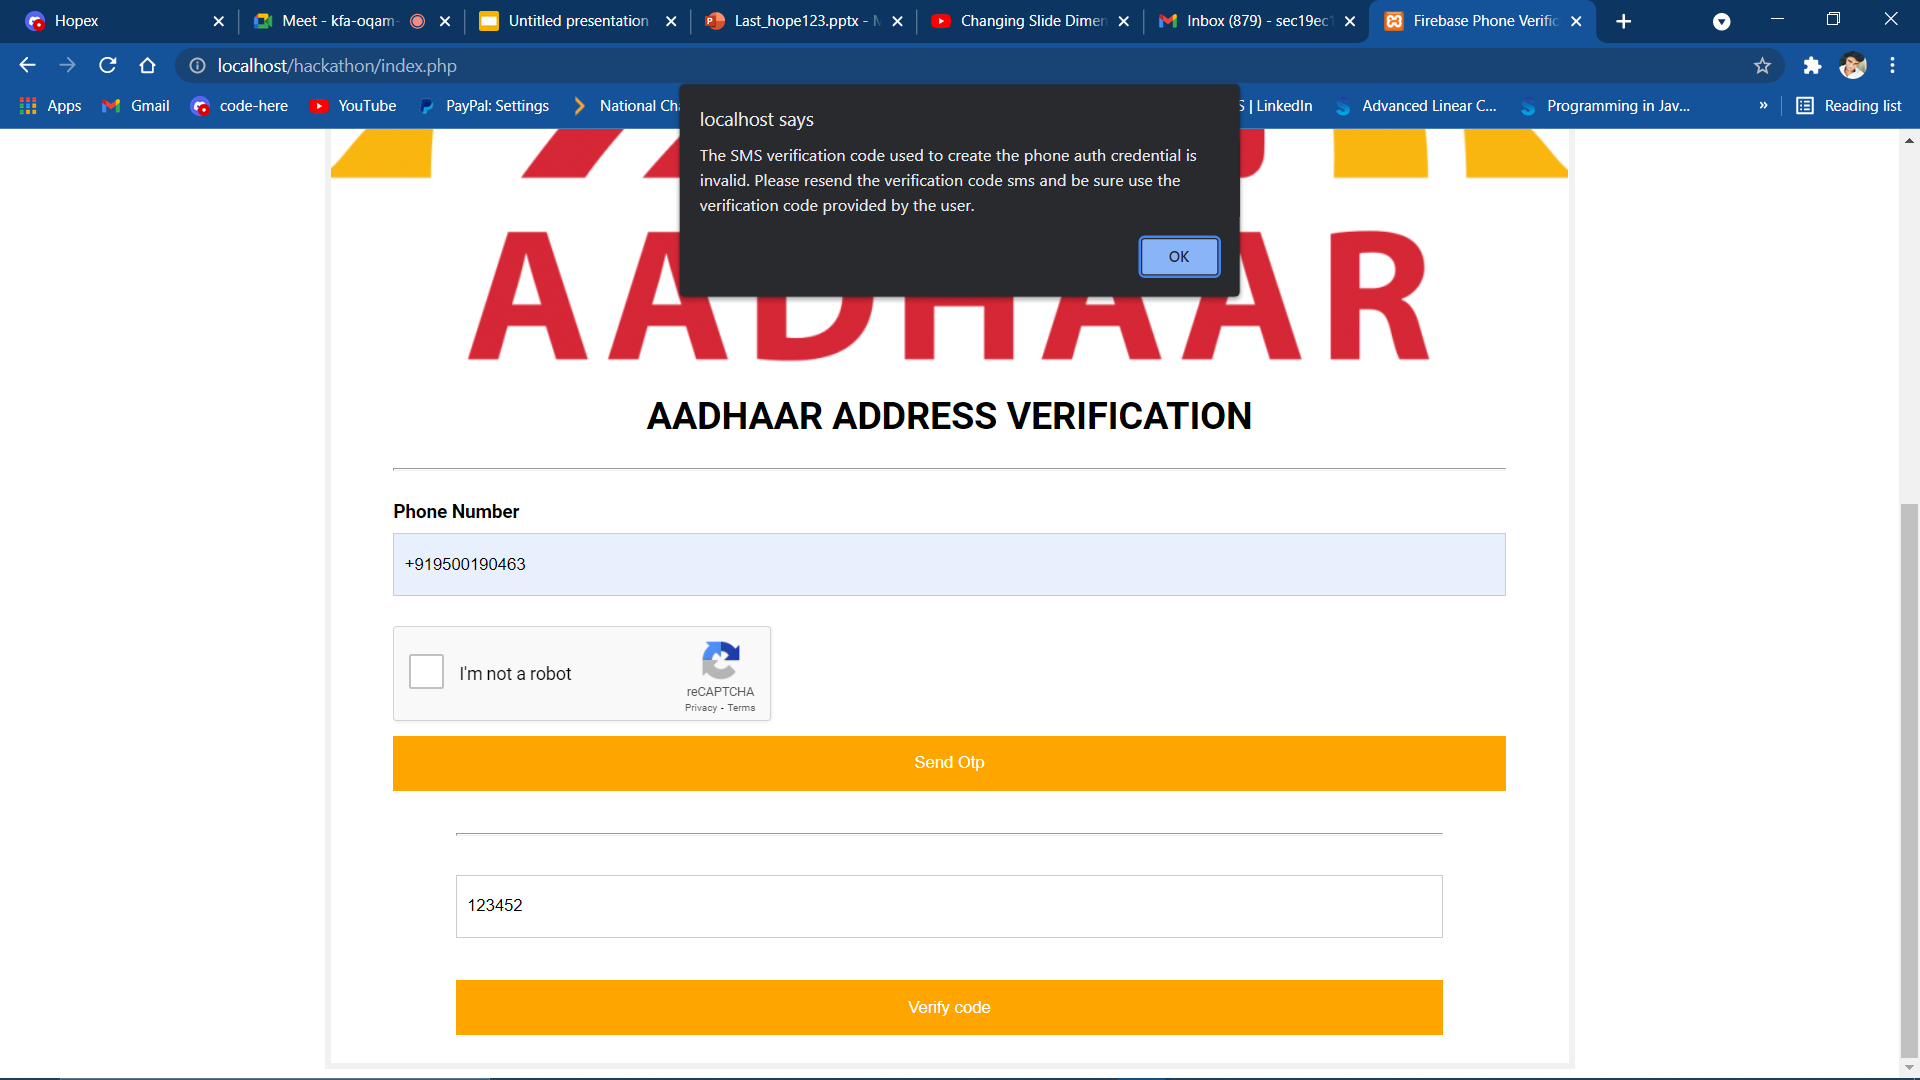 Hopex
Meet - kfa-oqam-
Untitled presentation
Last_hope123.pptx -
Changing Slide Dimen
Inbox (879) - sec19ec1
Firebase Phone Verific
localhost/hackathon/index.php
Apps
Gmail
code-here
YouTube
PayPal: Settings
National Cha
S | LinkedIn
Advanced Linear C...
Programming in Jav...
»
Reading list
localhost says
The SMS verification code used to create the phone auth credential is
invalid. Please resend the verification code sms and be sure use the
verification code provided by the user.
OK
AADHAAR
AADHAAR ADDRESS VERIFICATION
Phone Number
+919500190463
I'm not a robot
reCAPTCHA
Privacy - Terms
Send Otp
123452
Verify code